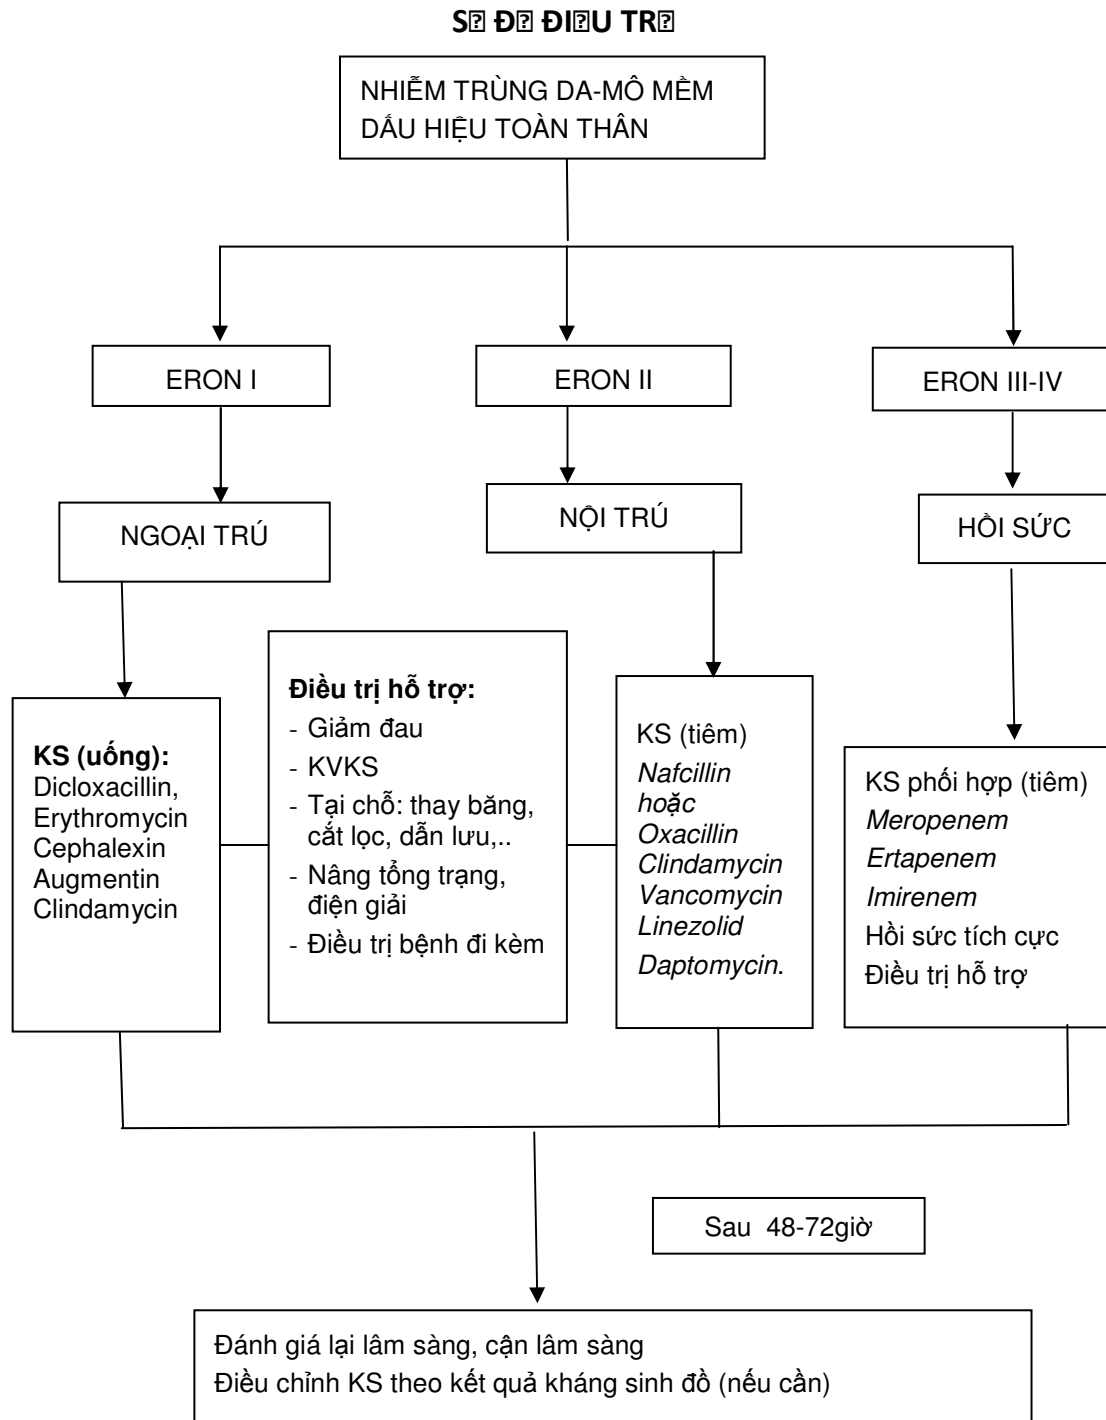 NHIỄM TRÙNG DA-MÔ MỀM
DẤU HIỆU TOÀN THÂN
ERON I
ERON II
ERON III-IV
NGOẠI TRÚ
NỘI TRÚ
HỒI SỨC
KS (uống):
Dicloxacillin,
Erythromycin
Cephalexin
Augmentin
Clindamycin
Điều trị hỗ trợ:
- Giảm đau
- KVKS
- Tại chỗ: thay băng,
cắt lọc, dẫn lưu,..
- Nâng tổng trạng,
điện giải
- Điều trị bệnh đi kèm
KS (tiêm)
Nafcillin
hoặc
Oxacillin
Clindamycin
Vancomycin
Linezolid
Daptomycin.
KS phối hợp (tiêm)
Meropenem
Ertapenem
Imirenem
Hồi sức tích cực
Điều trị hỗ trợ
Sau 48-72giờ
Đánh giá lại lâm sàng, cận lâm sàng
Điều chỉnh KS theo kết quả kháng sinh đồ (nếu cần)